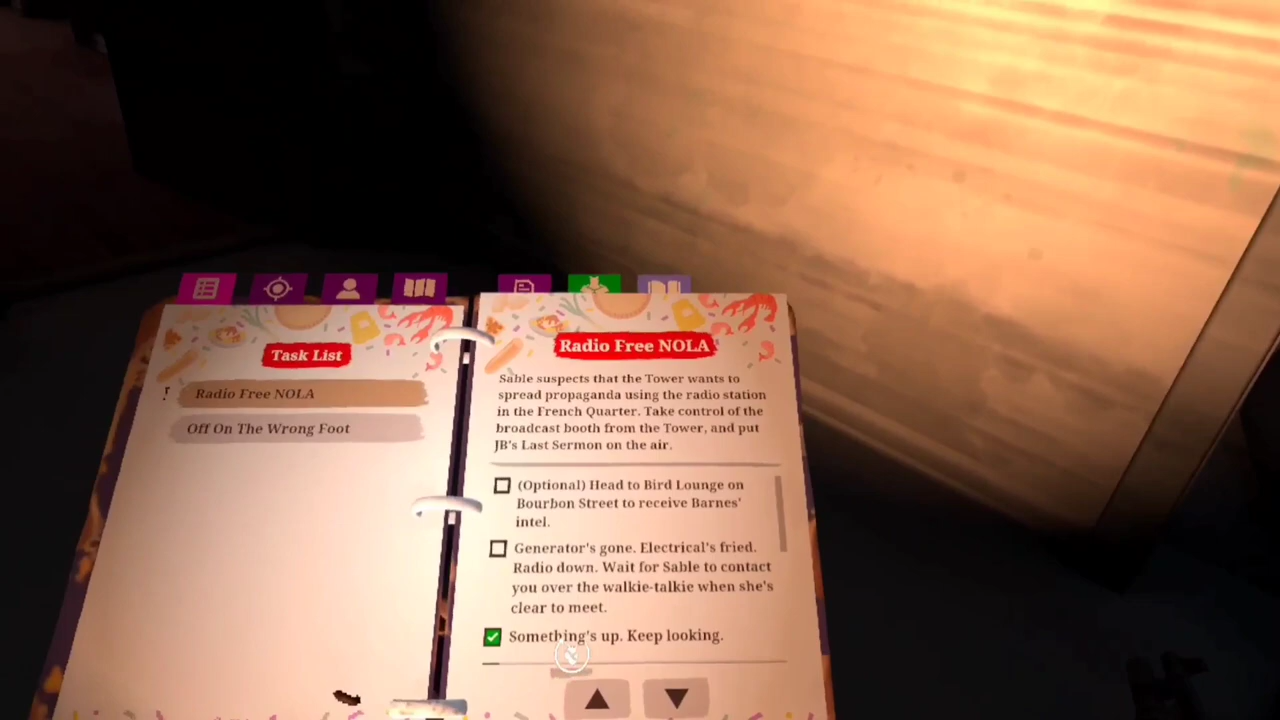 Task List
! Radio Free NOLA
Off On The Wrong Foot
Radio Free NOLA
Sable suspects that the Tower wants to
spread propaganda using the radio station
in the French Quarter. Take control of the
broadcast booth from the Tower, and put
JB's Last Sermon on the air.
(Optional) Head to Bird Lounge on
Bourbon Street to receive Barnes'
intel.
Generator's gone. Electrical's fried.
Radio down. Wait for Sable to contact
you over the walkie-talkie when she's
clear to meet.
Something's up. Keep looking.